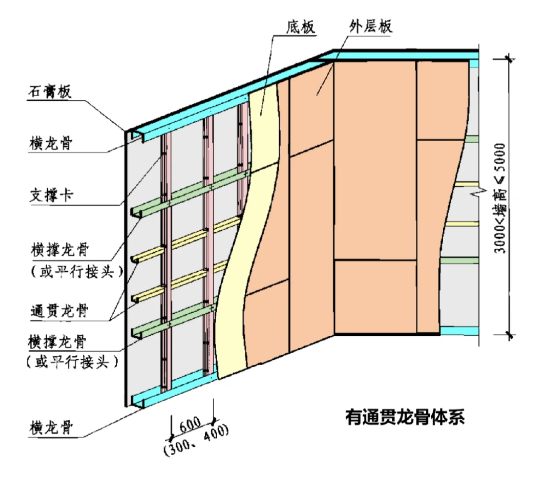 底板
外层板
石膏板
横龙骨
支撑卡
横撑龙骨
(或平行接头)
通贯龙骨
横撑龙骨
(或平行接头)
横龙骨
600
(300、400)
3000<墙高≤5000
有通贯龙骨体系